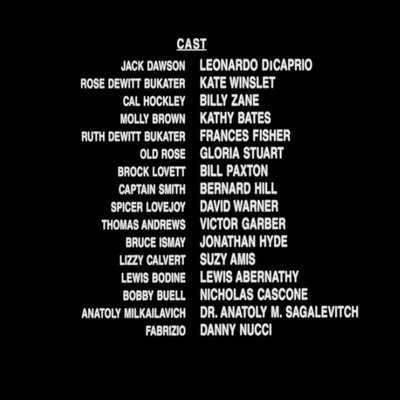 CAST
JACK DAWSON LEONARDO DiCAPRIO
ROSE DEWITT BUKATER KATE WINSLET
CAL HOCKLEY BILLY ZANE
MOLLY BROWN KATHY BATES
RUTH DEWITT BUKATER FRANCES FISHER
OLD ROSE GLORIA STUART
BROCK LOVETT BILL PAXTON
CAPTAIN SMITH BERNARD HILL
SPICER LOVEJOY DAVID WARNER
THOMAS ANDREWS VICTOR GARBER
BRUCE ISMAY JONATHAN HYDE
LIZZY CALVERT SUZY AMIS
LEWIS BODINE LEWIS ABERNATHY
BOBBY BUELL NICHOLAS CASCONE
ANATOLY MILKAILAVICH DR. ANATOLY M. SAGALEVITCH
FABRIZIO DANNY NUCCI